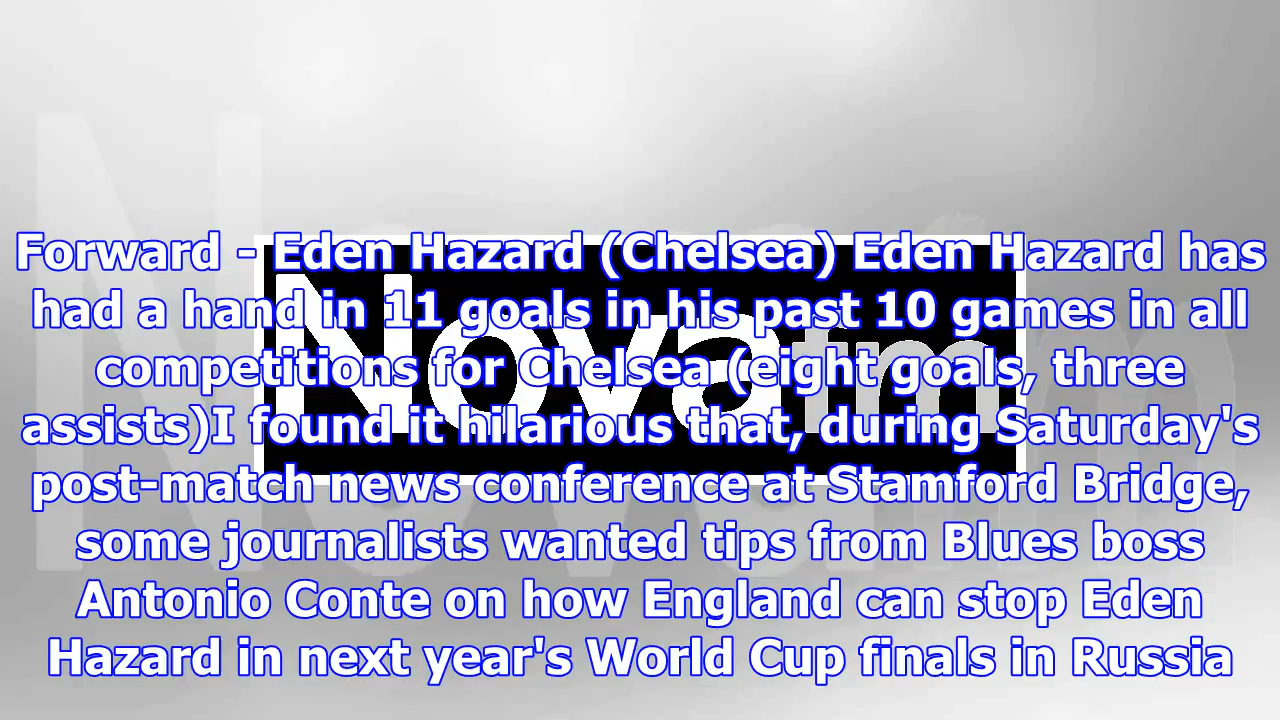 Forward - Eden Hazard (Chelsea) Eden Hazard has
had a hand in 11 goals in his past 10 games in all
competitions for Chelsea (eight goals, three
assists)I found it hilarious that, during Saturday's
post-match news conference at Stamford Bridge,
some journalists wanted tips from Blues boss
Antonio Conte on how England can stop Eden
Hazard in next year's World Cup finals in Russia
Nova fm